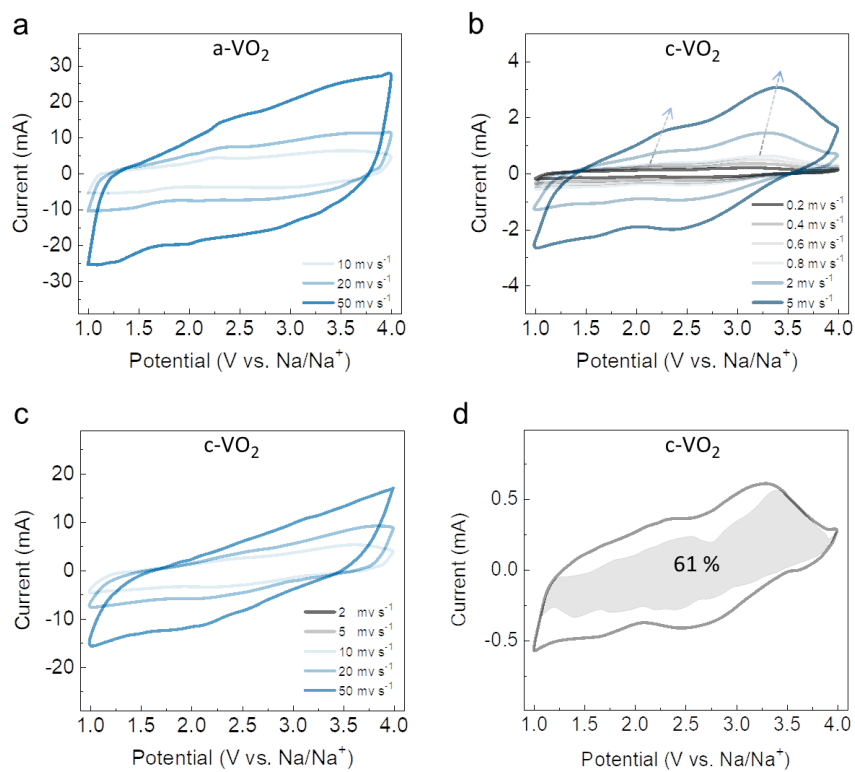 a
a-VO₂
Current (mA)
30
20
10
0
-10
-20
-30
10 mv s⁻¹
20 mv s⁻¹
50 mv s⁻¹
1.0 1.5 2.0 2.5 3.0 3.5 4.0
Potential (V vs. Na/Na⁺)
b
c-VO₂
Current (mA)
4
2
0
-2
-4
0.2 mv s⁻¹
0.4 mv s⁻¹
0.6 mv s⁻¹
0.8 mv s⁻¹
2 mv s⁻¹
5 mv s⁻¹
1.0 1.5 2.0 2.5 3.0 3.5 4.0
Potential (V vs. Na/Na⁺)
c
c-VO₂
Current (mA)
20
10
0
-10
-20
2 mv s⁻¹
5 mv s⁻¹
10 mv s⁻¹
20 mv s⁻¹
50 mv s⁻¹
1.0 1.5 2.0 2.5 3.0 3.5 4.0
Potential (V vs. Na/Na⁺)
d
c-VO₂
Current (mA)
0.5
0.0
-0.5
61 %
1.0 1.5 2.0 2.5 3.0 3.5 4.0
Potential (V vs. Na/Na⁺)